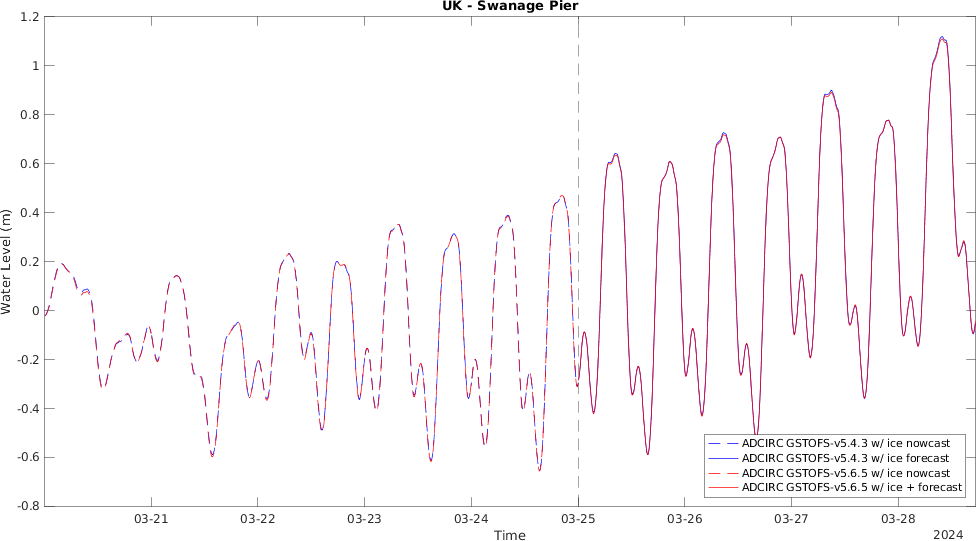 UK - Swanage Pier
1.2
1
0.8
0.6
0.4
0.2
0
-0.2
-0.4
-0.6
-0.8
Water Level (m)
ADCIRC GSTOFS-v5.4.3 w/ ice nowcast
ADCIRC GSTOFS-v5.4.3 w/ ice forecast
ADCIRC GSTOFS-v5.6.5 w/ ice nowcast
ADCIRC GSTOFS-v5.6.5 w/ ice + forecast
03-21 03-22 03-23 03-24 03-25 03-26 03-27 03-28
Time 2024